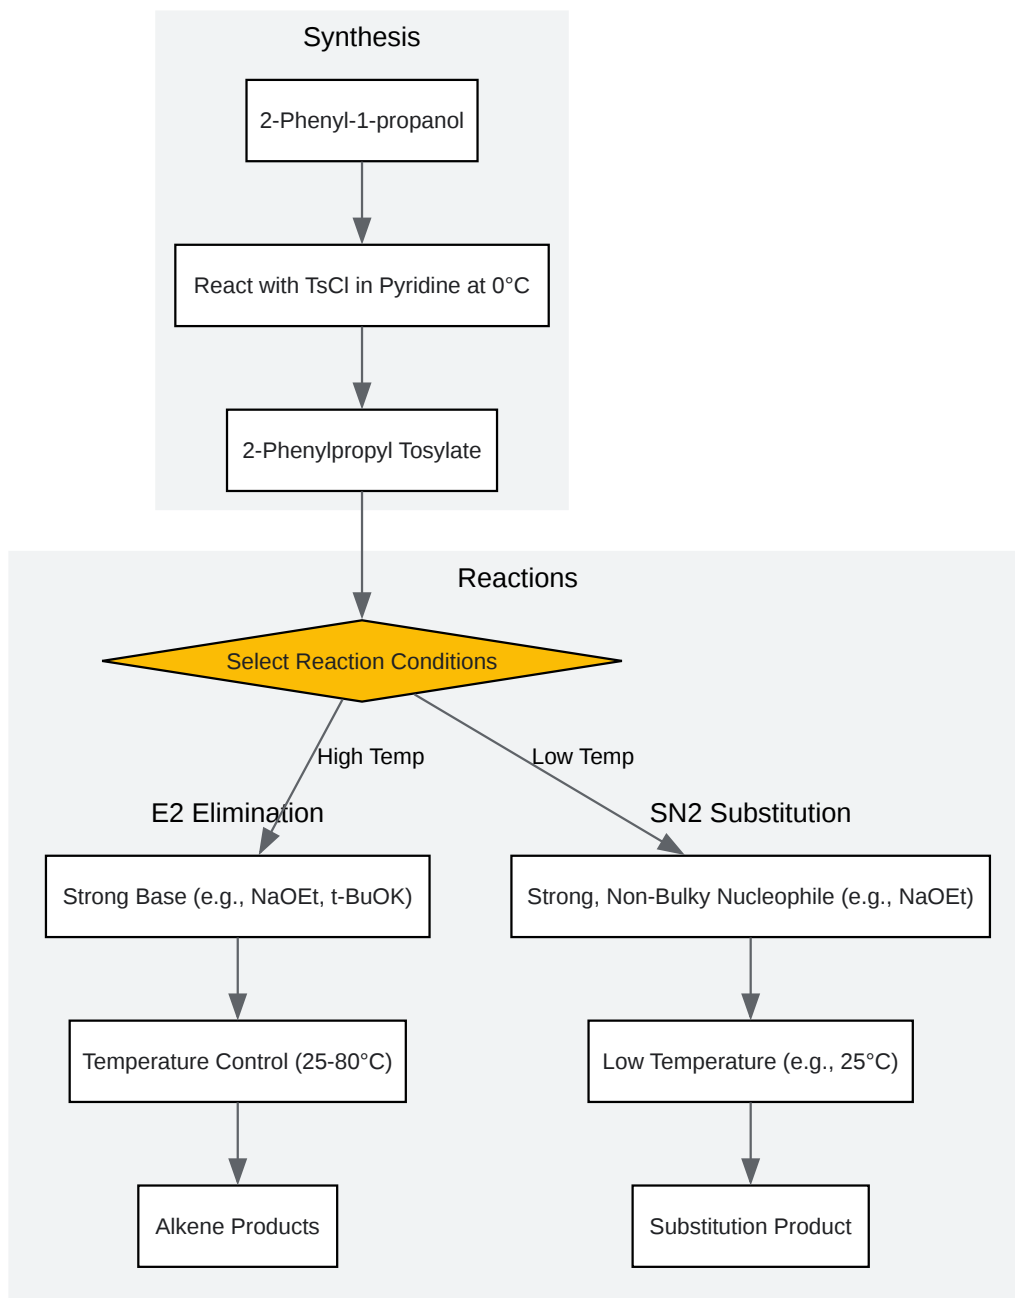 Synthesis
2-Phenyl-1-propanol
React with TsCl in Pyridine at 0°C
2-Phenylpropyl Tosylate
Reactions
Select Reaction Conditions
High Temp
Low Temp
E2 Elimination
SN2 Substitution
Strong Base (e.g., NaOEt, t-BuOK)
Strong, Non-Bulky Nucleophile (e.g., NaOEt)
Temperature Control (25-80°C)
Low Temperature (e.g., 25°C)
Alkene Products
Substitution Product